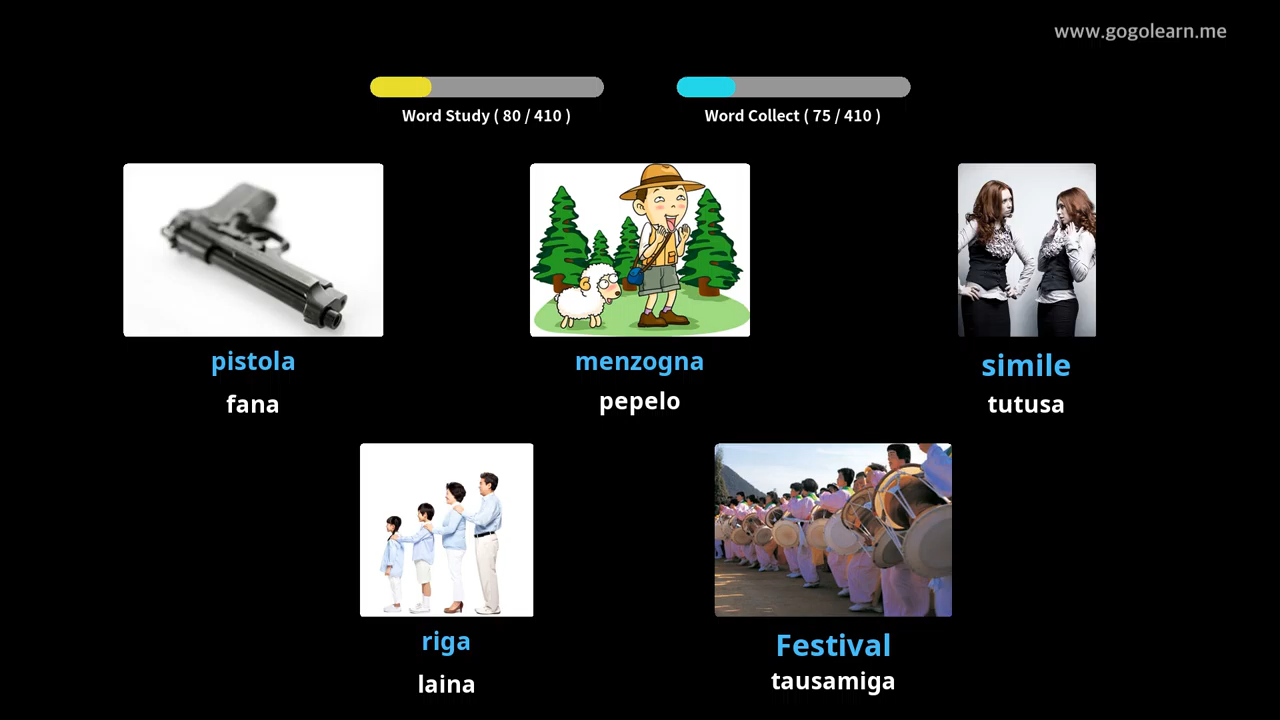 www.gogolearn.me
Word Study ( 80 / 410 )
Word Collect ( 75 / 410 )
pistola
fana
menzogna
pepelo
simile
tutusa
riga
laina
Festival
tausamiga